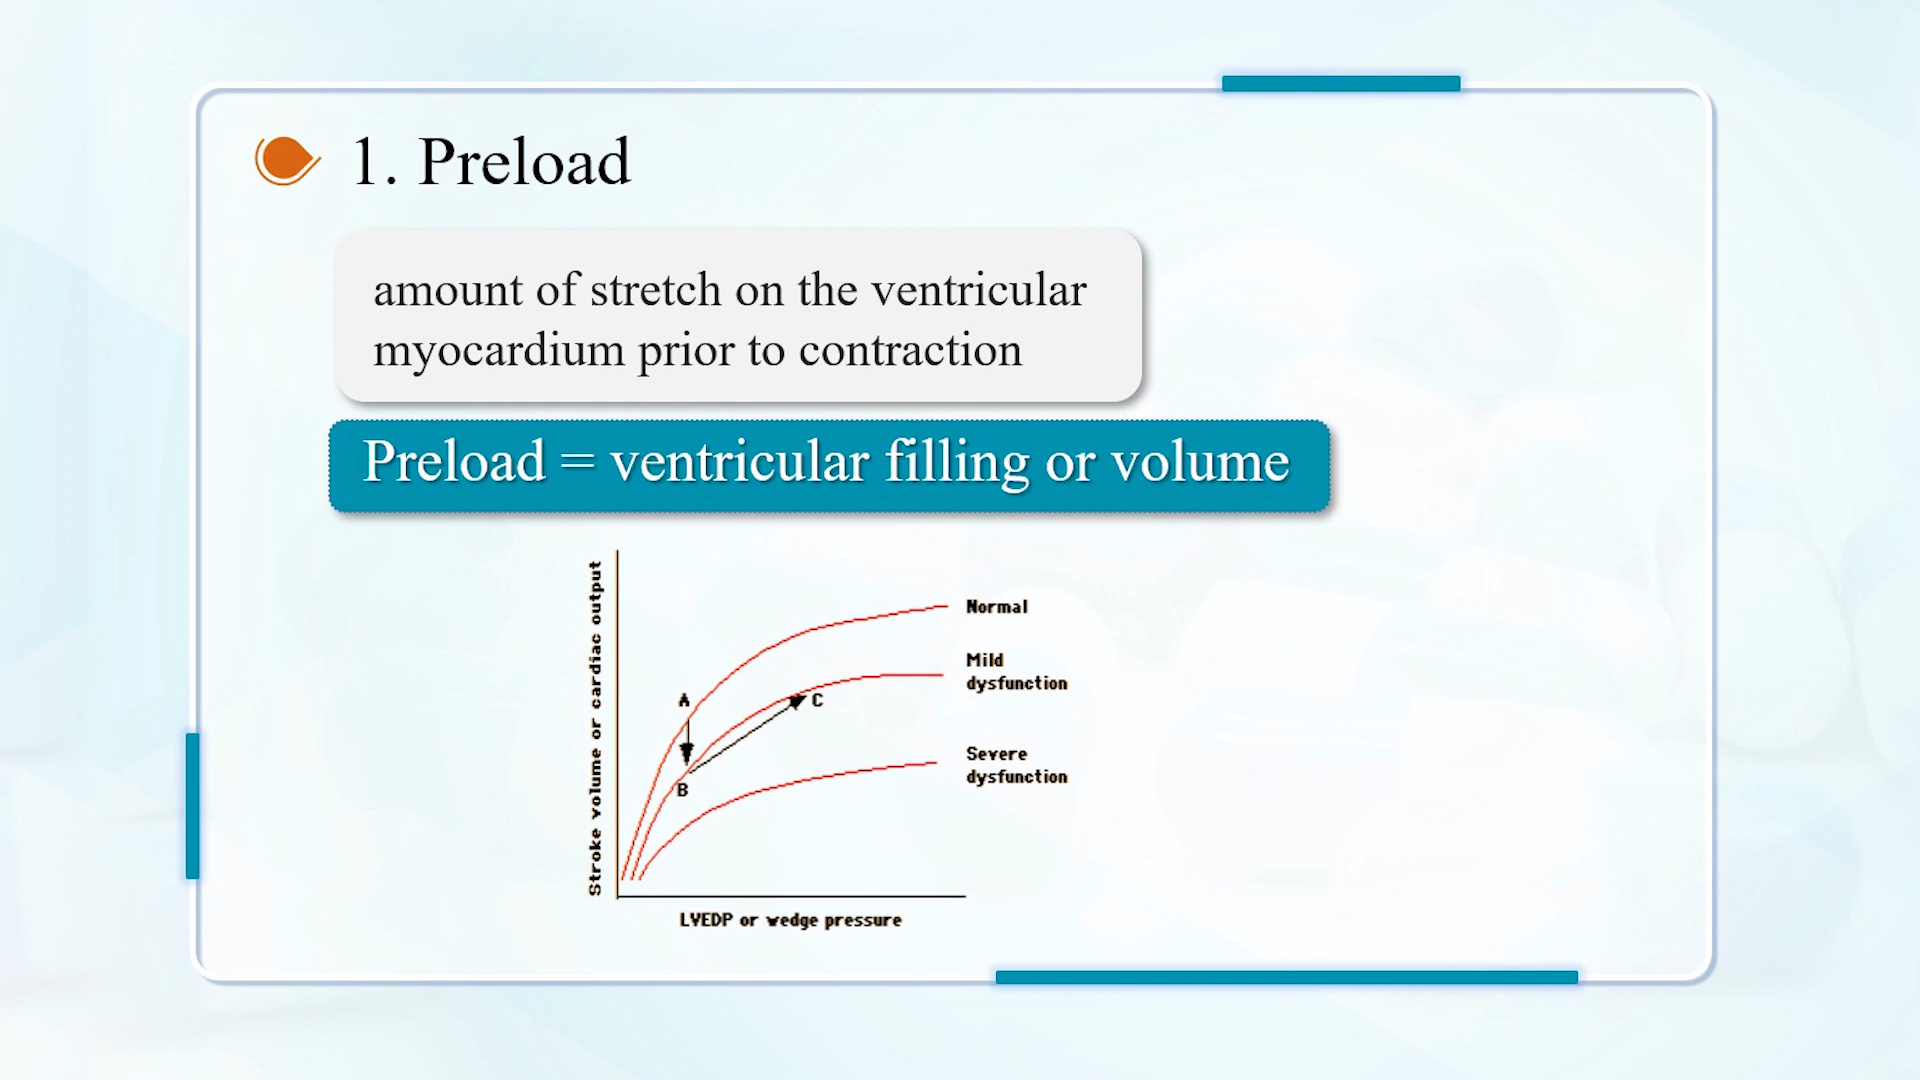 1. Preload
amount of stretch on the ventricular
myocardium prior to contraction
Preload = ventricular filling or volume
Stroke volume or cardiac output
Normal
Mild
dysfunction
A
C
Severe
dysfunction
B
LVEDP or wedge pressure